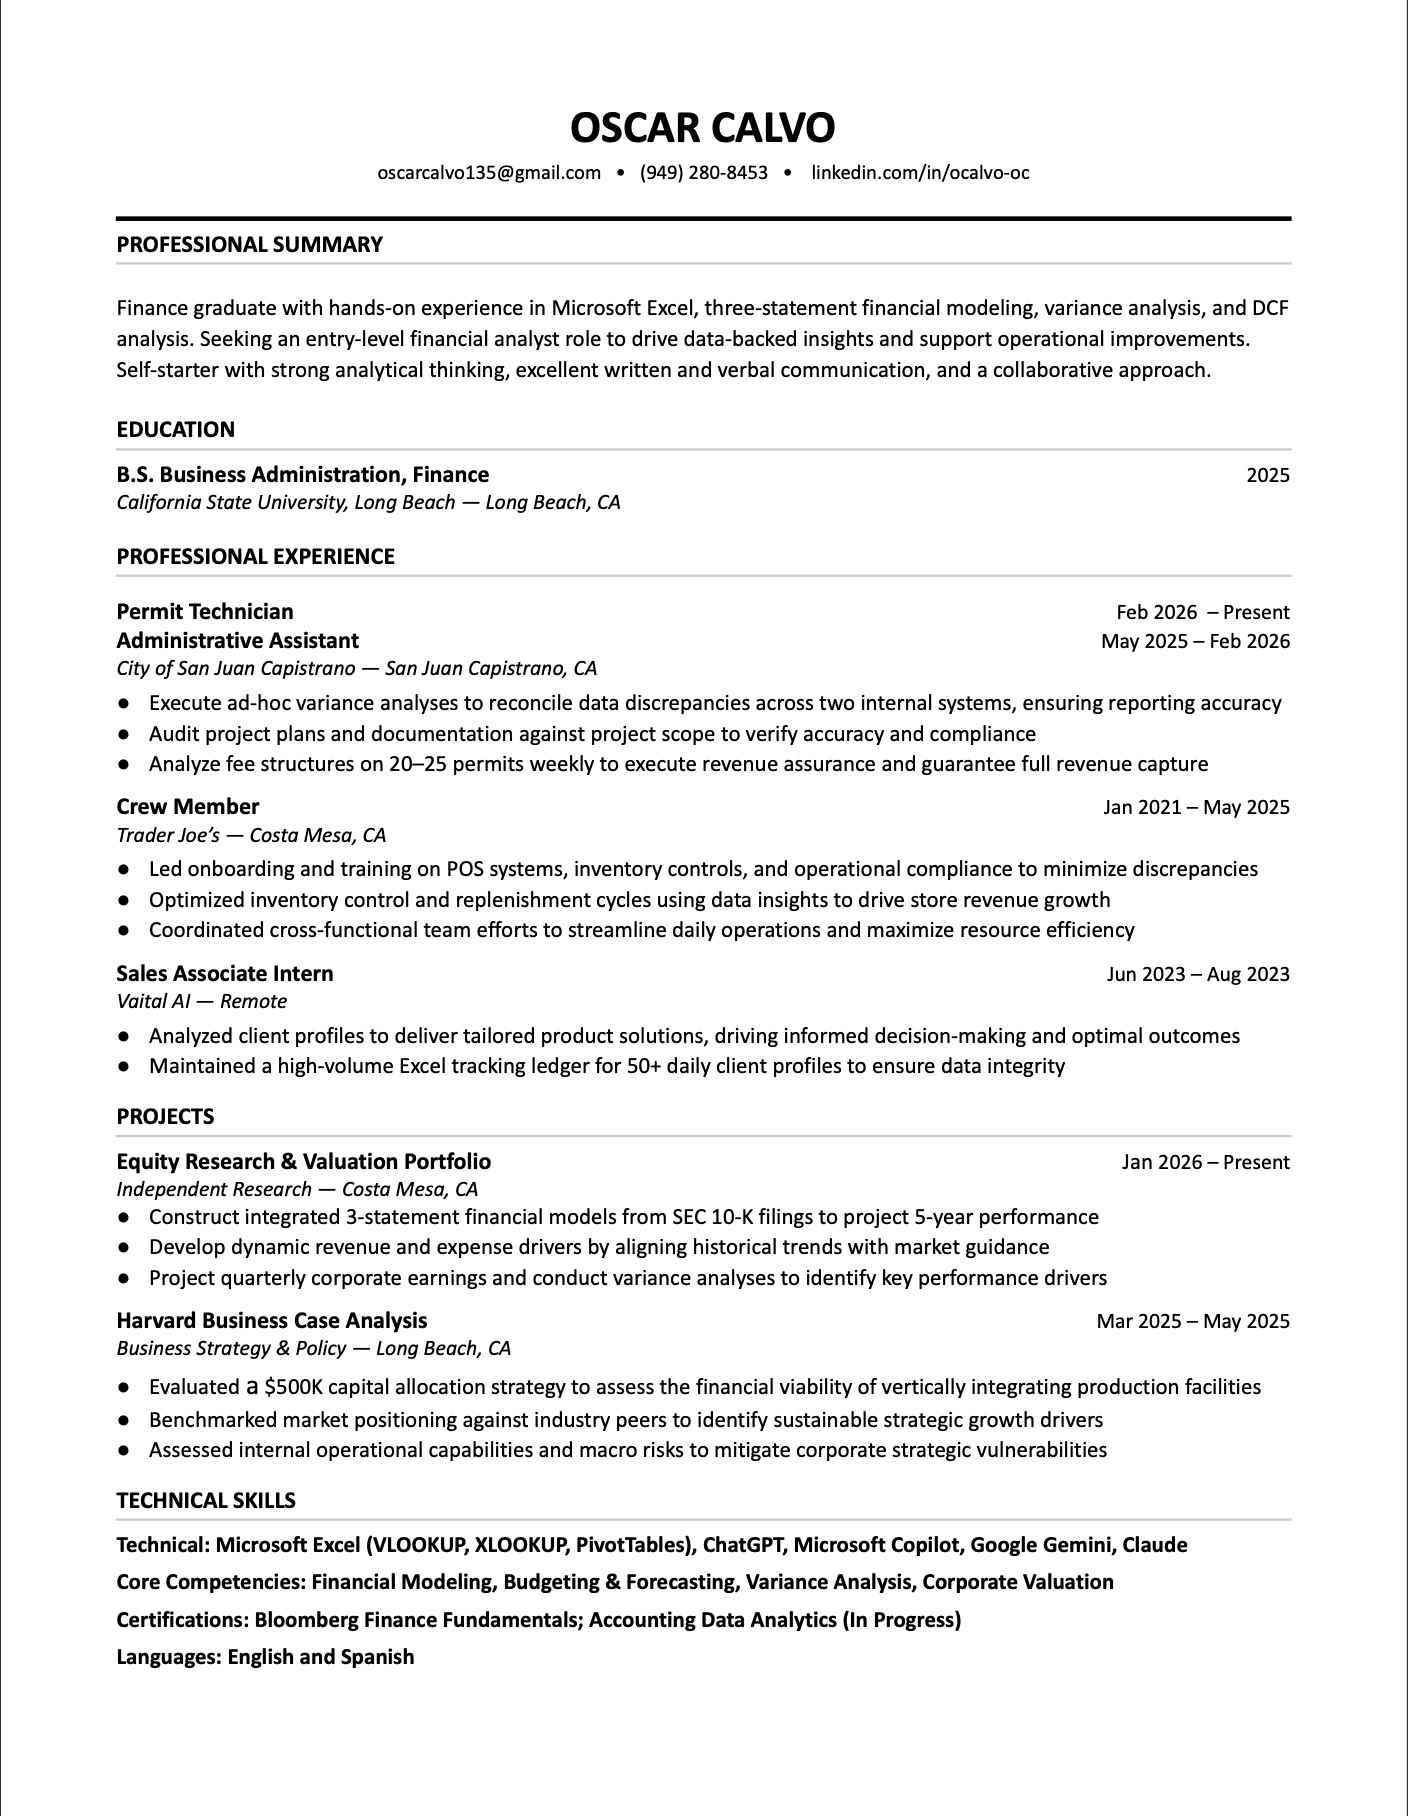 OSCAR CALVO
oscarcalvo135@gmail.com • (949) 280-8453 • linkedin.com/in/ocalvo-oc
PROFESSIONAL SUMMARY
Finance graduate with hands-on experience in Microsoft Excel, three-statement financial modeling, variance analysis, and DCF
analysis. Seeking an entry-level financial analyst role to drive data-backed insights and support operational improvements.
Self-starter with strong analytical thinking, excellent written and verbal communication, and a collaborative approach.
EDUCATION
B.S. Business Administration, Finance 2025
California State University, Long Beach — Long Beach, CA
PROFESSIONAL EXPERIENCE
Permit Technician Feb 2026 – Present
Administrative Assistant May 2025 – Feb 2026
City of San Juan Capistrano — San Juan Capistrano, CA
● Execute ad-hoc variance analyses to reconcile data discrepancies across two internal systems, ensuring reporting accuracy
● Audit project plans and documentation against project scope to verify accuracy and compliance
● Analyze fee structures on 20–25 permits weekly to execute revenue assurance and guarantee full revenue capture
Crew Member Jan 2021 – May 2025
Trader Joe’s — Costa Mesa, CA
● Led onboarding and training on POS systems, inventory controls, and operational compliance to minimize discrepancies
● Optimized inventory control and replenishment cycles using data insights to drive store revenue growth
● Coordinated cross-functional team efforts to streamline daily operations and maximize resource efficiency
Sales Associate Intern Jun 2023 – Aug 2023
Vaital AI — Remote
● Analyzed client profiles to deliver tailored product solutions, driving informed decision-making and optimal outcomes
● Maintained a high-volume Excel tracking ledger for 50+ daily client profiles to ensure data integrity
PROJECTS
Equity Research & Valuation Portfolio Jan 2026 – Present
Independent Research — Costa Mesa, CA
● Construct integrated 3-statement financial models from SEC 10-K filings to project 5-year performance
● Develop dynamic revenue and expense drivers by aligning historical trends with market guidance
● Project quarterly corporate earnings and conduct variance analyses to identify key performance drivers
Harvard Business Case Analysis Mar 2025 – May 2025
Business Strategy & Policy — Long Beach, CA
● Evaluated a $500K capital allocation strategy to assess the financial viability of vertically integrating production facilities
● Benchmarked market positioning against industry peers to identify sustainable strategic growth drivers
● Assessed internal operational capabilities and macro risks to mitigate corporate strategic vulnerabilities
TECHNICAL SKILLS
Technical: Microsoft Excel (VLOOKUP, XLOOKUP, PivotTables), ChatGPT, Microsoft Copilot, Google Gemini, Claude
Core Competencies: Financial Modeling, Budgeting & Forecasting, Variance Analysis, Corporate Valuation
Certifications: Bloomberg Finance Fundamentals; Accounting Data Analytics (In Progress)
Languages: English and Spanish